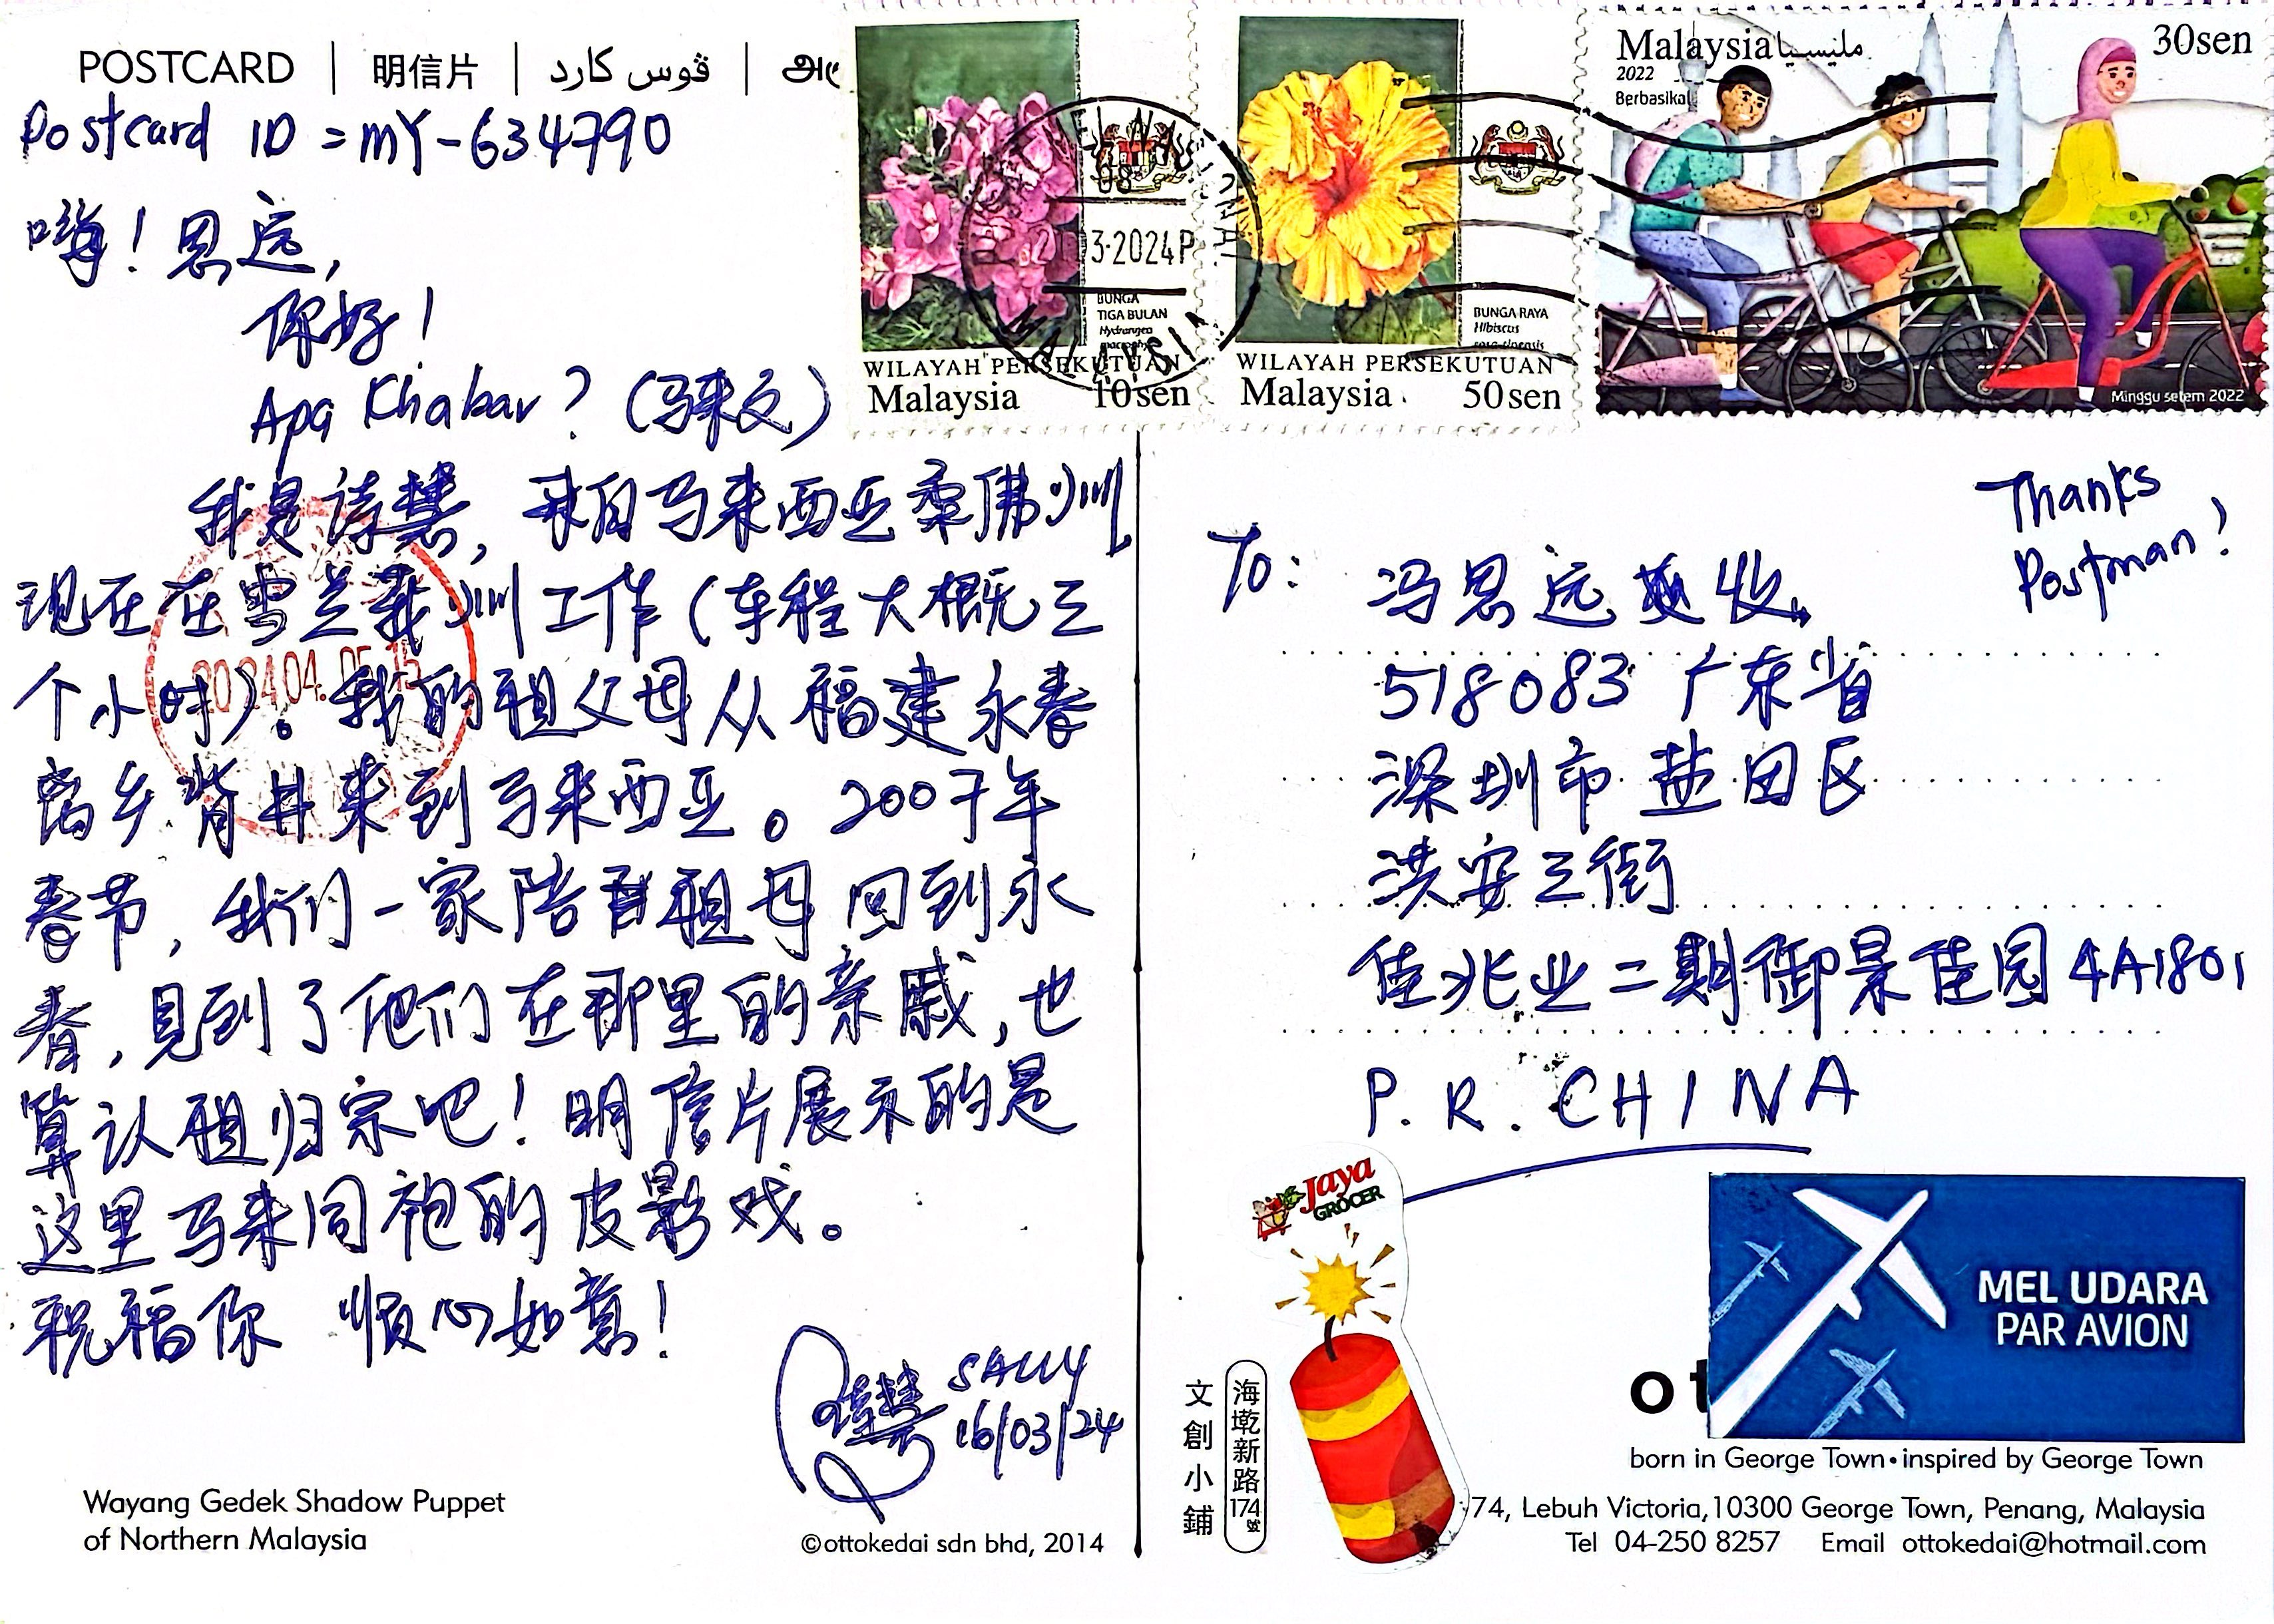 POSTCARD | 明信片 | ڤوس كارد |
Postcard ID = MY-634790
嗨！思远，
你好！
Apa Khabar？（马来文）
我是诗慧，来自马来西亚柔佛州
现在在雪兰莪州工作（车程大概三
个小时）。我的祖父母从福建永春
离乡背井来到马来西亚。2007年
春节，我们一家陪祖母回到永
春，見到了他们在那里的亲戚，也
算认祖归宗吧！明信片展示的是
这里马来同袍的皮影戏。
祝福你 顺心如意！
诗慧 SALLY
16/03/24
Wayang Gedek Shadow Puppet
of Northern Malaysia
©ottokedai sdn bhd, 2014
BUNGA
TIGA BULAN
Hydrangea
WILAYAH PERSEKUTUAN
Malaysia 10sen
3·2024P
MALAYSIA
BUNGA RAYA
Hibiscus
rosa-sinensis
WILAYAH PERSEKUTUAN
Malaysia 50sen
Malaysia مليسيا 30sen
2022
Berbasikal
Minggu setem 2022
2024.04.05.15
Thanks
Postman!
To: 冯思远收
518083 广东省
深圳市盐田区
洪安三街
佳兆业二期御景佳园4A1801
P. R. CHINA
Jaya
GROCER
MEL UDARA
PAR AVION
文創小鋪
海墘新路174號
ot
born in George Town • inspired by George Town
74, Lebuh Victoria, 10300 George Town, Penang, Malaysia
Tel 04-250 8257 Email ottokedai@hotmail.com